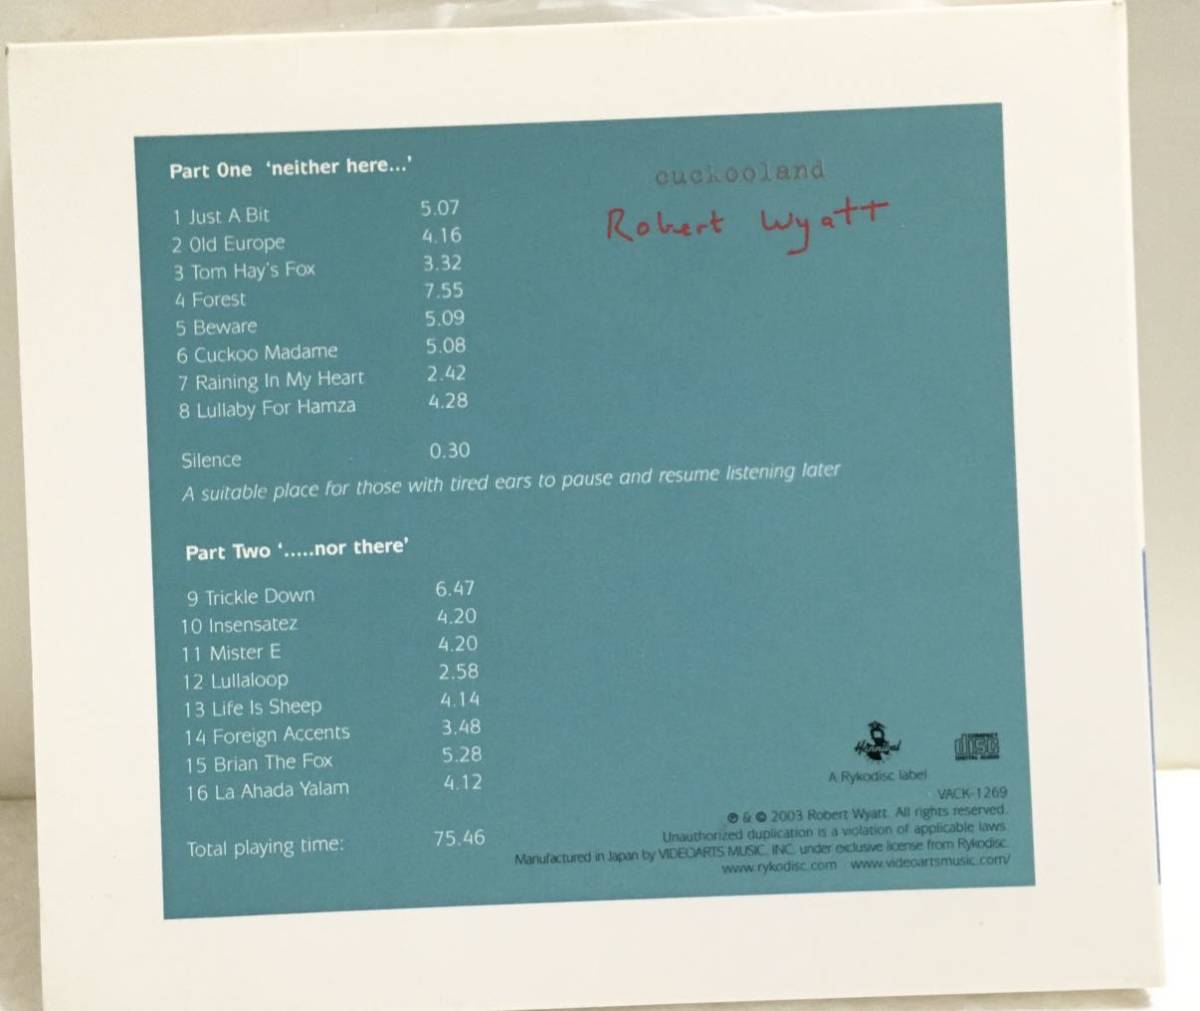 cuckooland
Robert Wyatt
Part One 'neither here...'
1 Just A Bit 5.07
2 Old Europe 4.16
3 Tom Hay's Fox 3.32
4 Forest 7.55
5 Beware 5.09
6 Cuckoo Madame 5.08
7 Raining In My Heart 2.42
8 Lullaby For Hamza 4.28
Silence 0.30
A suitable place for those with tired ears to pause and resume listening later
Part Two '.....nor there'
9 Trickle Down 6.47
10 Insensatez 4.20
11 Mister E 4.20
12 Lullaloop 2.58
13 Life Is Sheep 4.14
14 Foreign Accents 3.48
15 Brian The Fox 5.28
16 La Ahada Yalam 4.12
Total playing time: 75.46
Hannibal
COMPACT
disc
DIGITAL AUDIO
A Rykodisc label
VACK-1269
℗ & © 2003 Robert Wyatt. All rights reserved.
Unauthorized duplication is a violation of applicable laws.
Manufactured in Japan by VIDEOARTS MUSIC, INC. under exclusive license from Rykodisc.
www.rykodisc.com www.videoartsmusic.com/